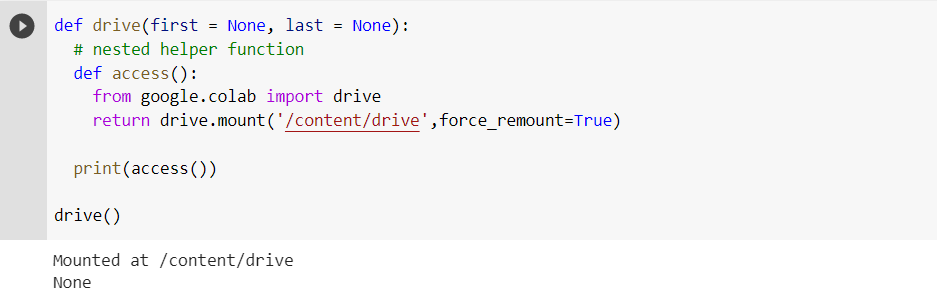 def drive(first = None, last = None):
  # nested helper function
  def access():
    from google.colab import drive
    return drive.mount('/content/drive',force_remount=True)

  print(access())

drive()
Mounted at /content/drive
None